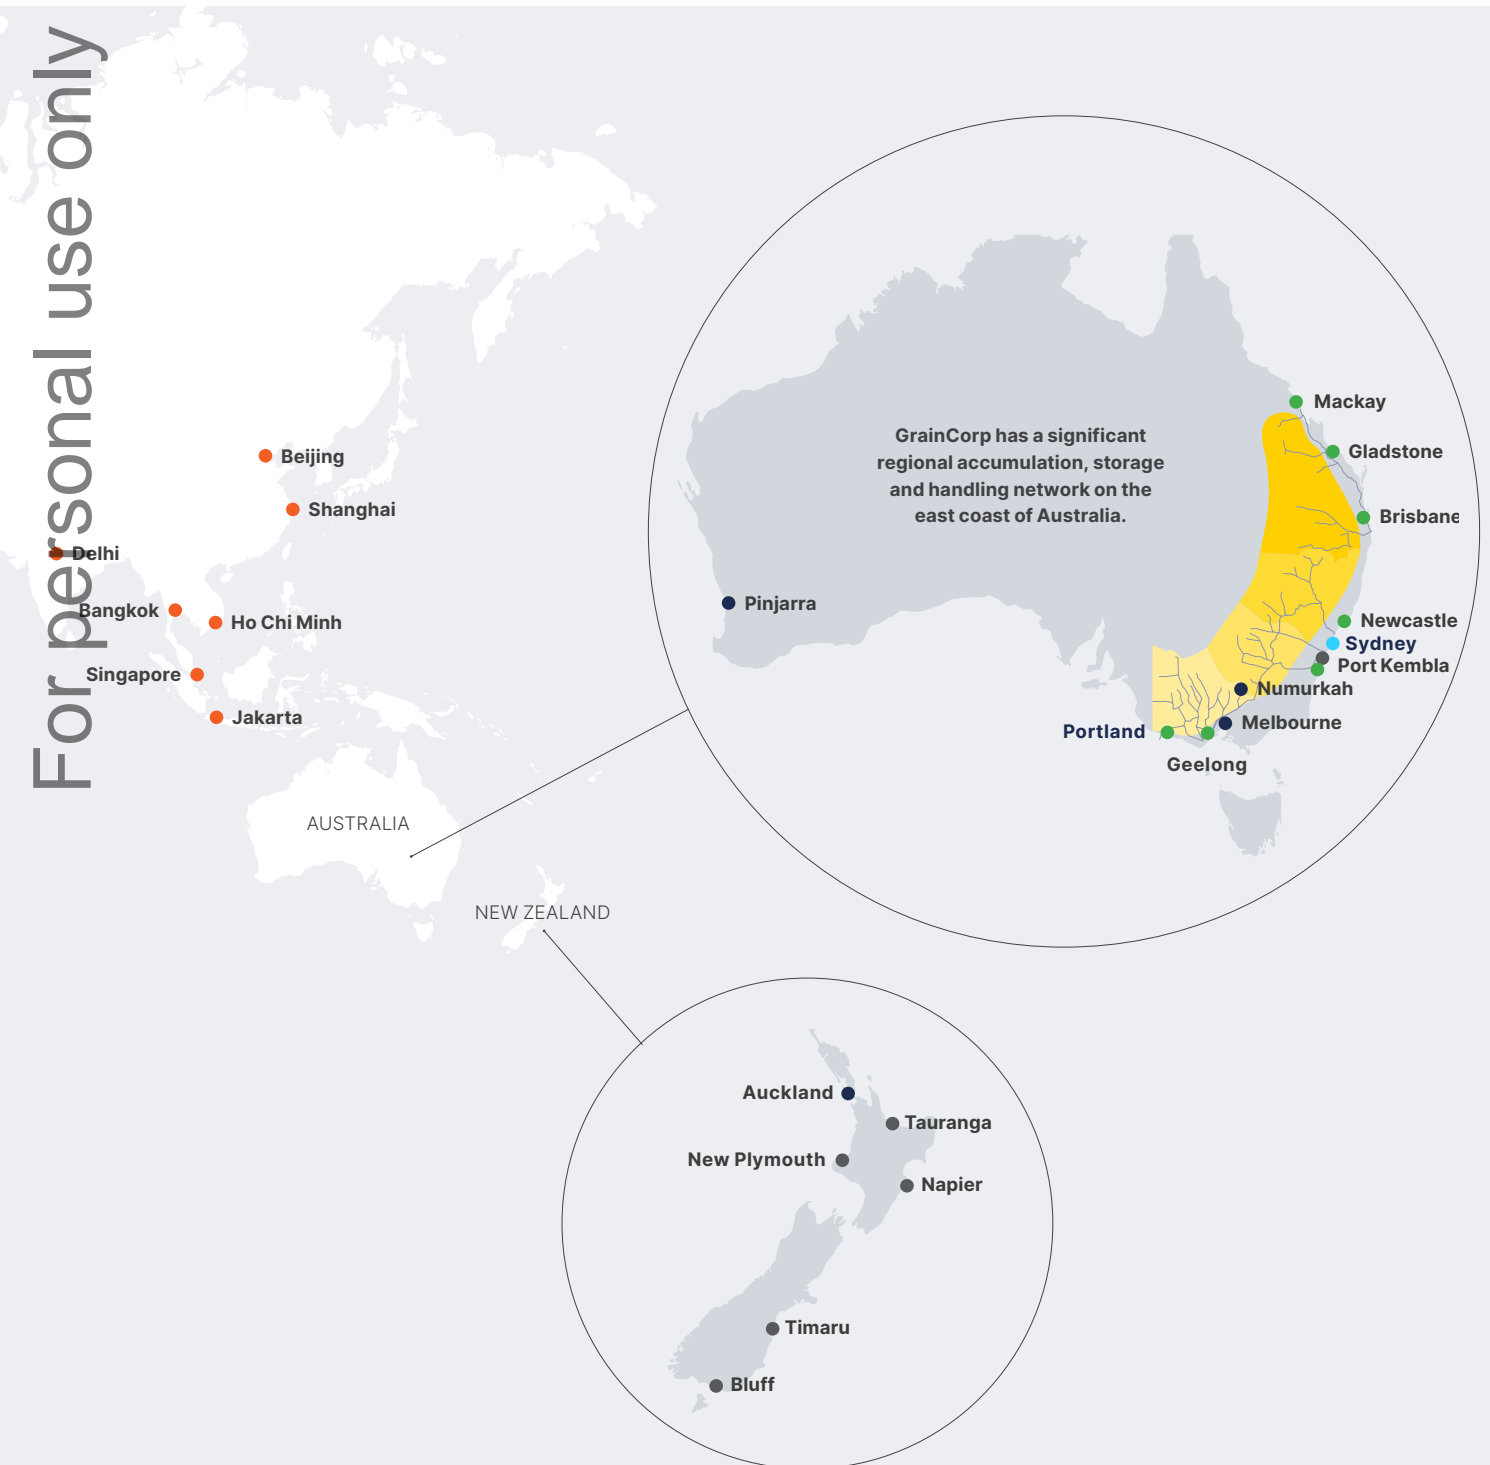 For personal use only
Beijing
Shanghai
Delhi
Bangkok
Ho Chi Minh
Singapore
Jakarta
AUSTRALIA
NEW ZEALAND
GrainCorp has a significant
regional accumulation, storage
and handling network on the
east coast of Australia.
Mackay
Gladstone
Brisbane
Pinjarra
Newcastle
Sydney
Port Kembla
Numurkah
Melbourne
Portland
Geelong
Auckland
Tauranga
New Plymouth
Napier
Timaru
Bluff